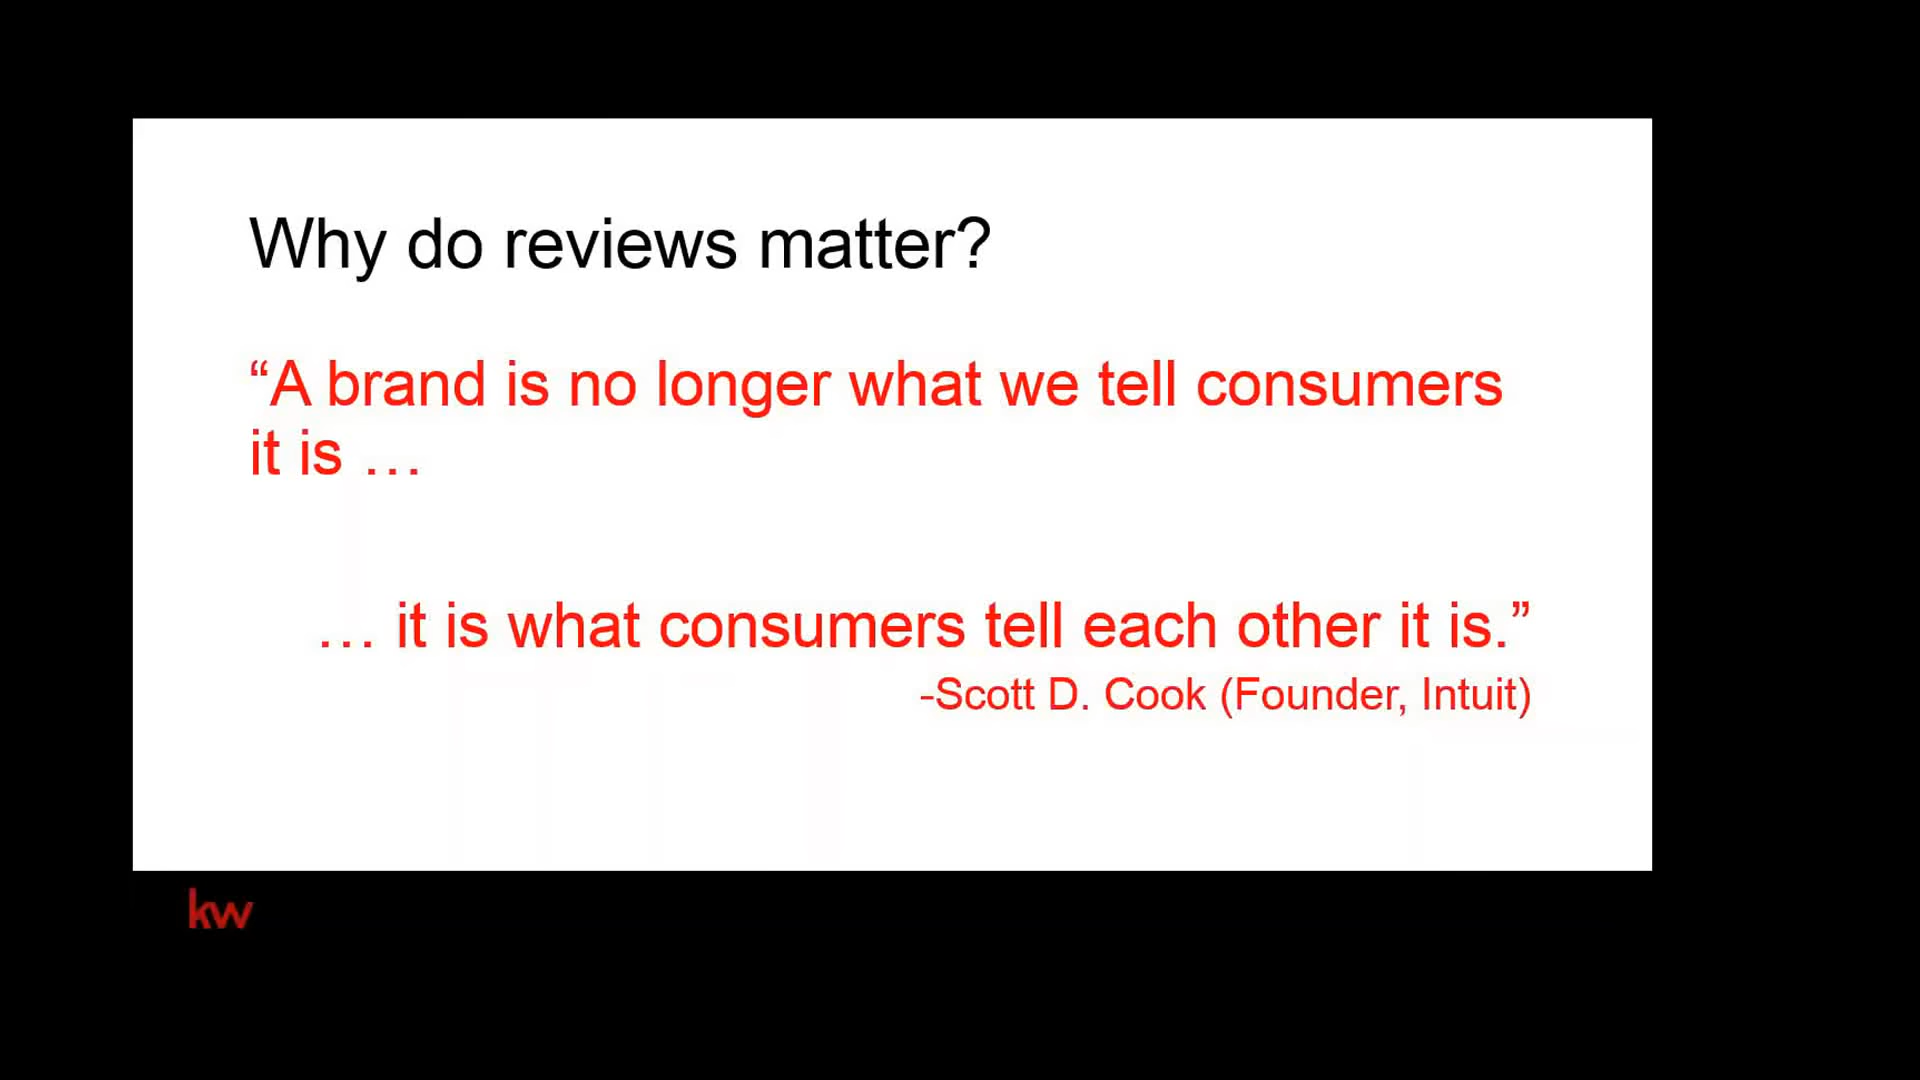 Why do reviews matter?
“A brand is no longer what we tell consumers
it is …
… it is what consumers tell each other it is.”
-Scott D. Cook (Founder, Intuit)
kw